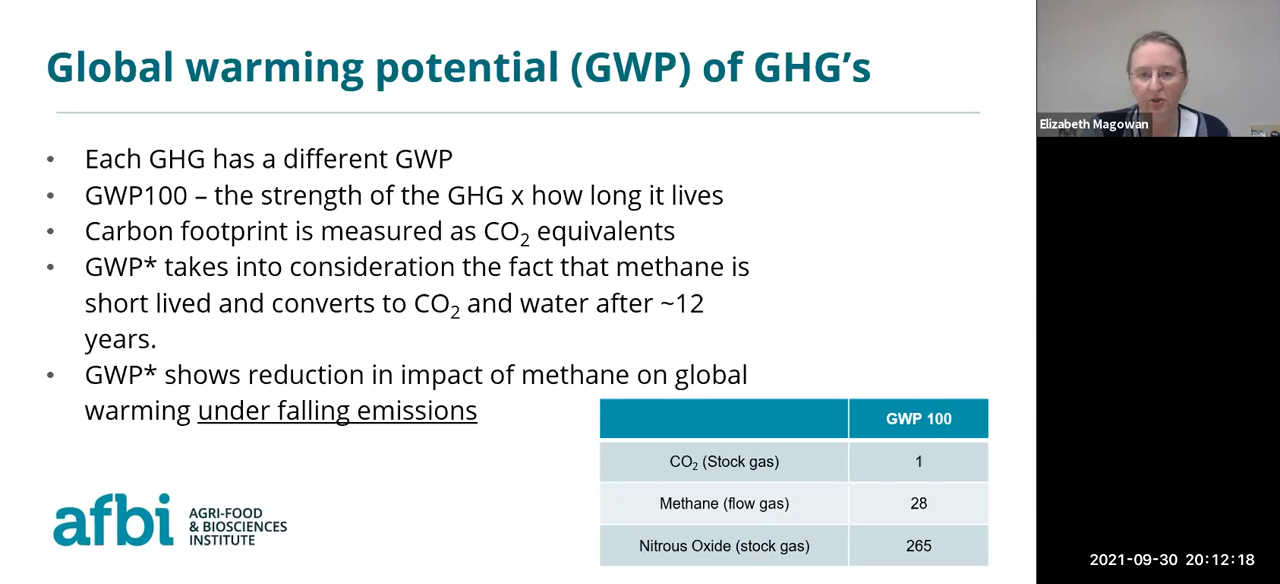 Global warming potential (GWP) of GHG's
• Each GHG has a different GWP
• GWP100 – the strength of the GHG x how long it lives
• Carbon footprint is measured as CO₂ equivalents
• GWP* takes into consideration the fact that methane is
short lived and converts to CO₂ and water after ~12
years.
• GWP* shows reduction in impact of methane on global
warming under falling emissions
GWP 100
CO₂ (Stock gas) 1
Methane (flow gas) 28
Nitrous Oxide (stock gas) 265
afbi
AGRI-FOOD
& BIOSCIENCES
INSTITUTE
Elizabeth Magowan
2021-09-30 20:12:18